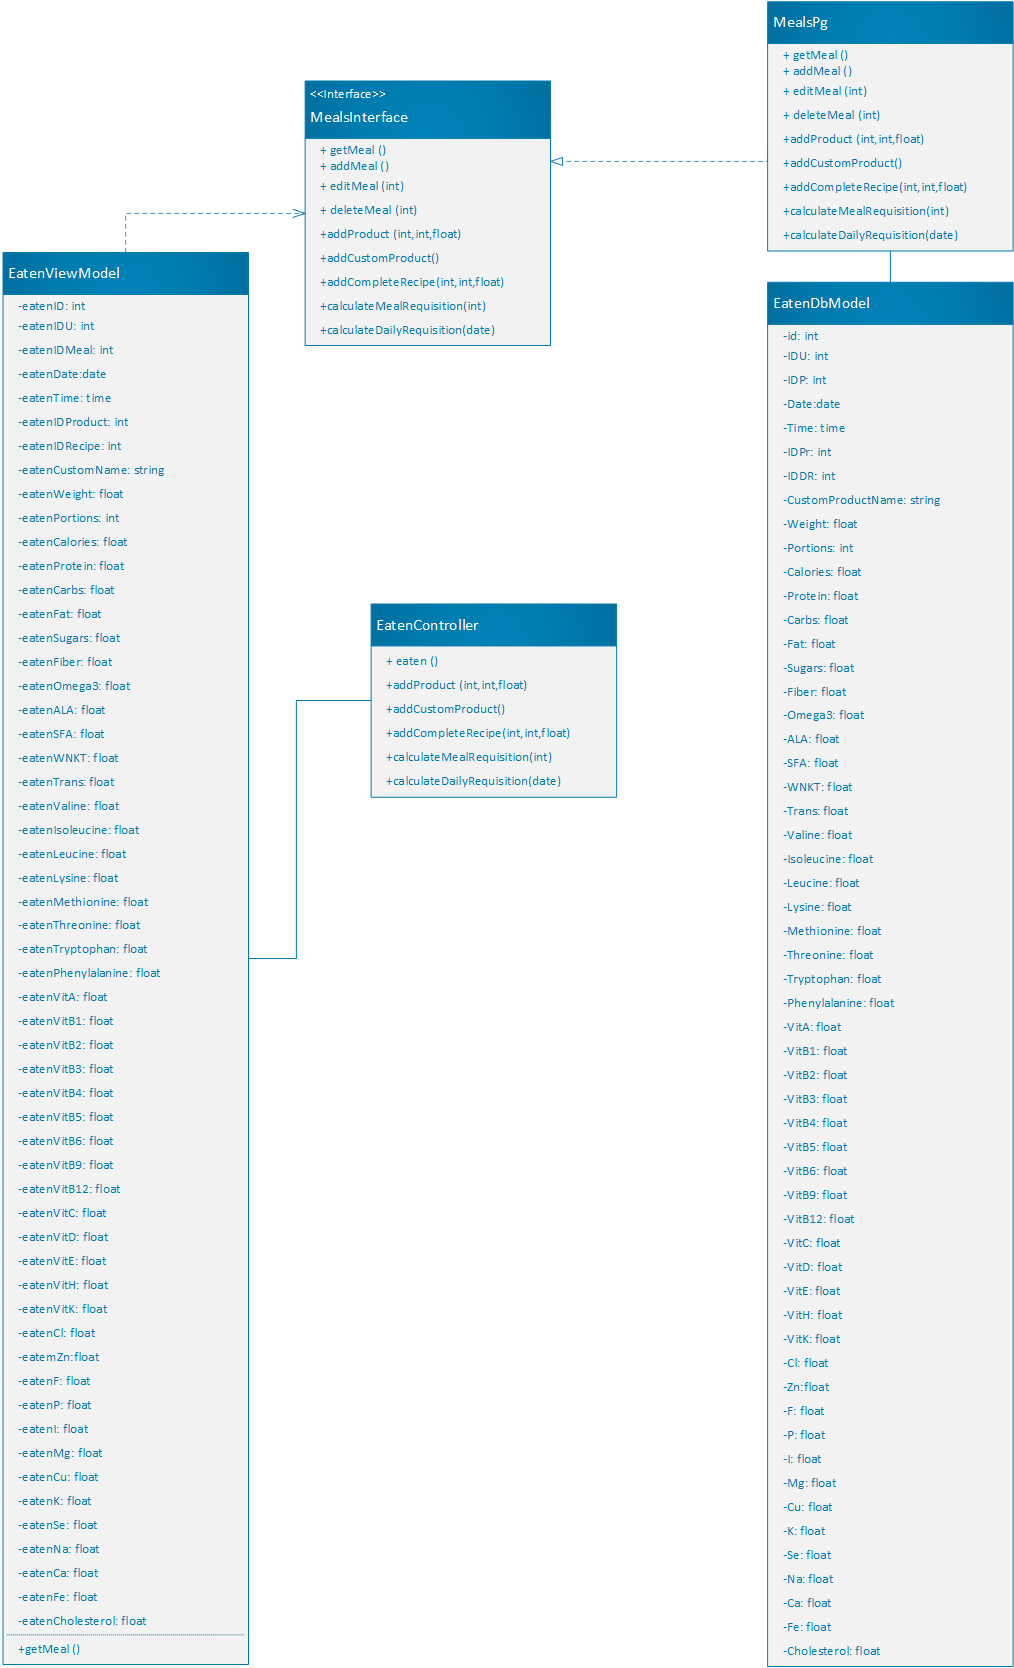 MealsPg
+ getMeal ()
+ addMeal ()
+ editMeal (int)
+ deleteMeal (int)
+addProduct (int,int,float)
+addCustomProduct()
+addCompleteRecipe(int,int,float)
+calculateMealRequisition(int)
+calculateDailyRequisition(date)
<<Interface>>
MealsInterface
+ getMeal ()
+ addMeal ()
+ editMeal (int)
+ deleteMeal (int)
+addProduct (int,int,float)
+addCustomProduct()
+addCompleteRecipe(int,int,float)
+calculateMealRequisition(int)
+calculateDailyRequisition(date)
EatenViewModel
-eatenID: int
-eatenIDU: int
-eatenIDMeal: int
-eatenDate:date
-eatenTime: time
-eatenIDProduct: int
-eatenIDRecipe: int
-eatenCustomName: string
-eatenWeight: float
-eatenPortions: int
-eatenCalories: float
-eatenProtein: float
-eatenCarbs: float
-eatenFat: float
-eatenSugars: float
-eatenFiber: float
-eatenOmega3: float
-eatenALA: float
-eatenSFA: float
-eatenWNKT: float
-eatenTrans: float
-eatenValine: float
-eatenIsoleucine: float
-eatenLeucine: float
-eatenLysine: float
-eatenMethionine: float
-eatenThreonine: float
-eatenTryptophan: float
-eatenPhenylalanine: float
-eatenVitA: float
-eatenVitB1: float
-eatenVitB2: float
-eatenVitB3: float
-eatenVitB4: float
-eatenVitB5: float
-eatenVitB6: float
-eatenVitB9: float
-eatenVitB12: float
-eatenVitC: float
-eatenVitD: float
-eatenVitE: float
-eatenVitH: float
-eatenVitK: float
-eatenCl: float
-eatemZn:float
-eatenF: float
-eatenP: float
-eatenI: float
-eatenMg: float
-eatenCu: float
-eatenK: float
-eatenSe: float
-eatenNa: float
-eatenCa: float
-eatenFe: float
-eatenCholesterol: float
+getMeal ()
EatenController
+ eaten ()
+addProduct (int,int,float)
+addCustomProduct()
+addCompleteRecipe(int,int,float)
+calculateMealRequisition(int)
+calculateDailyRequisition(date)
EatenDbModel
-id: int
-IDU: int
-IDP: int
-Date:date
-Time: time
-IDPr: int
-IDDR: int
-CustomProductName: string
-Weight: float
-Portions: int
-Calories: float
-Protein: float
-Carbs: float
-Fat: float
-Sugars: float
-Fiber: float
-Omega3: float
-ALA: float
-SFA: float
-WNKT: float
-Trans: float
-Valine: float
-Isoleucine: float
-Leucine: float
-Lysine: float
-Methionine: float
-Threonine: float
-Tryptophan: float
-Phenylalanine: float
-VitA: float
-VitB1: float
-VitB2: float
-VitB3: float
-VitB4: float
-VitB5: float
-VitB6: float
-VitB9: float
-VitB12: float
-VitC: float
-VitD: float
-VitE: float
-VitH: float
-VitK: float
-Cl: float
-Zn:float
-F: float
-P: float
-I: float
-Mg: float
-Cu: float
-K: float
-Se: float
-Na: float
-Ca: float
-Fe: float
-Cholesterol: float